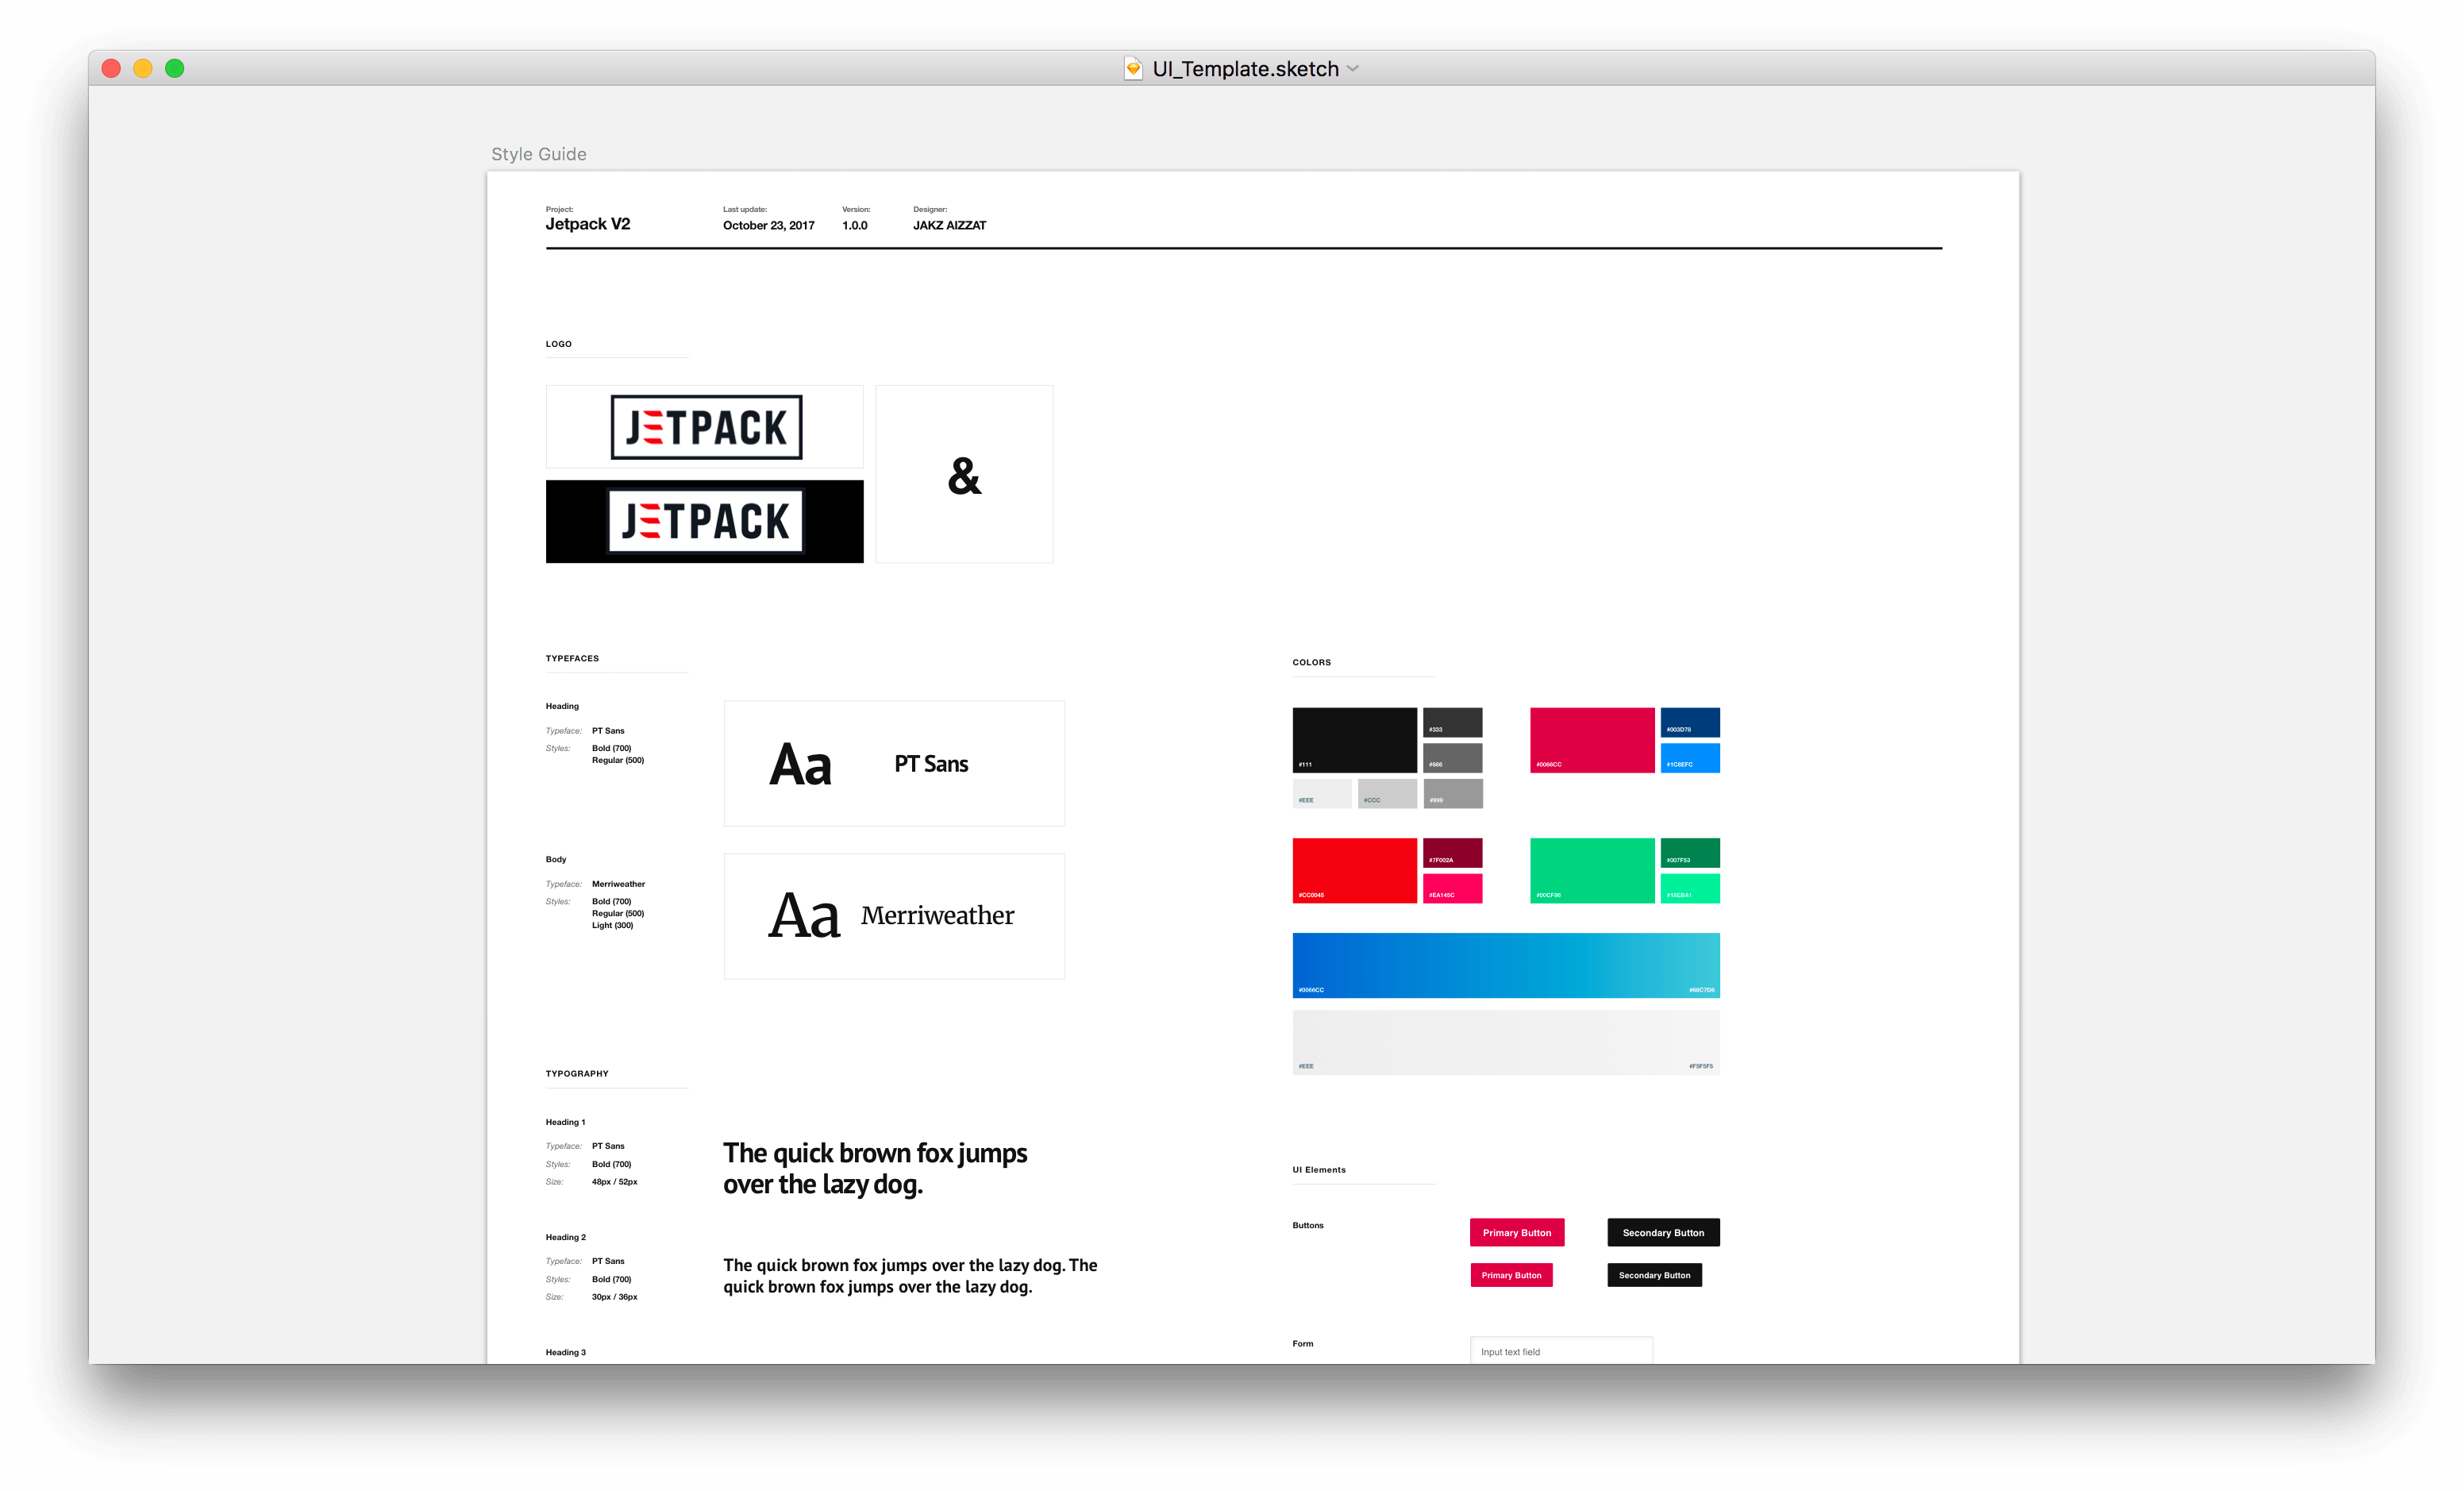 UI_Template.sketch
Style Guide
Project:
Jetpack V2
Last update:
October 23, 2017
Version:
1.0.0
Designer:
JAKZ AIZZAT
LOGO
JETPACK
JETPACK
&
TYPEFACES
Heading
Typeface: PT Sans
Styles: Bold (700)
Regular (500)
Aa PT Sans
Body
Typeface: Merriweather
Styles: Bold (700)
Regular (500)
Light (300)
Aa Merriweather
TYPOGRAPHY
Heading 1
Typeface: PT Sans
Styles: Bold (700)
Size: 48px / 52px
The quick brown fox jumps
over the lazy dog.
Heading 2
Typeface: PT Sans
Styles: Bold (700)
Size: 30px / 36px
The quick brown fox jumps over the lazy dog. The
quick brown fox jumps over the lazy dog.
Heading 3
COLORS
#111
#333
#666
#EEE
#CCC
#999
#0066CC
#003D78
#1C8EFC
#CC0045
#7F002A
#EA145C
#00CF86
#007F53
#0066CC
#EEE
#F5F5F5
UI Elements
Buttons
Primary Button
Secondary Button
Primary Button
Secondary Button
Form
Input text field